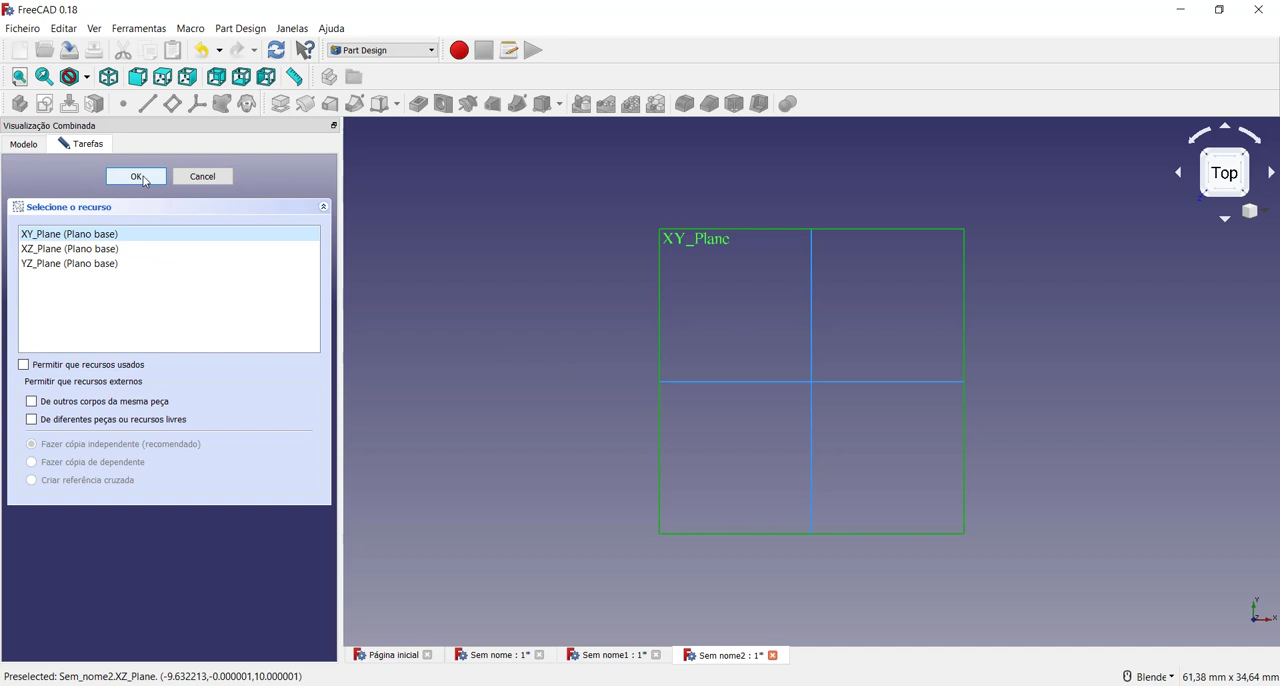 FreeCAD 0.18
Ficheiro Editar Ver Ferramentas Macro Part Design Janelas Ajuda
Part Design
Visualização Combinada
Modelo Tarefas
OK Cancel
Selecione o recurso
XY_Plane (Plano base)
XZ_Plane (Plano base)
YZ_Plane (Plano base)
Permitir que recursos usados
Permitir que recursos externos
De outros corpos da mesma peça
De diferentes peças ou recursos livres
Fazer cópia independente (recomendado)
Fazer cópia de dependente
Criar referência cruzada
XY_Plane
Top
Z
Y
Z X
Página inicial Sem nome : 1* Sem nome1 : 1* Sem nome2 : 1*
Preselected: Sem_nome2.XZ_Plane. (-9.632213,-0.000001,10.000001) Blende 61,38 mm x 34,64 mm